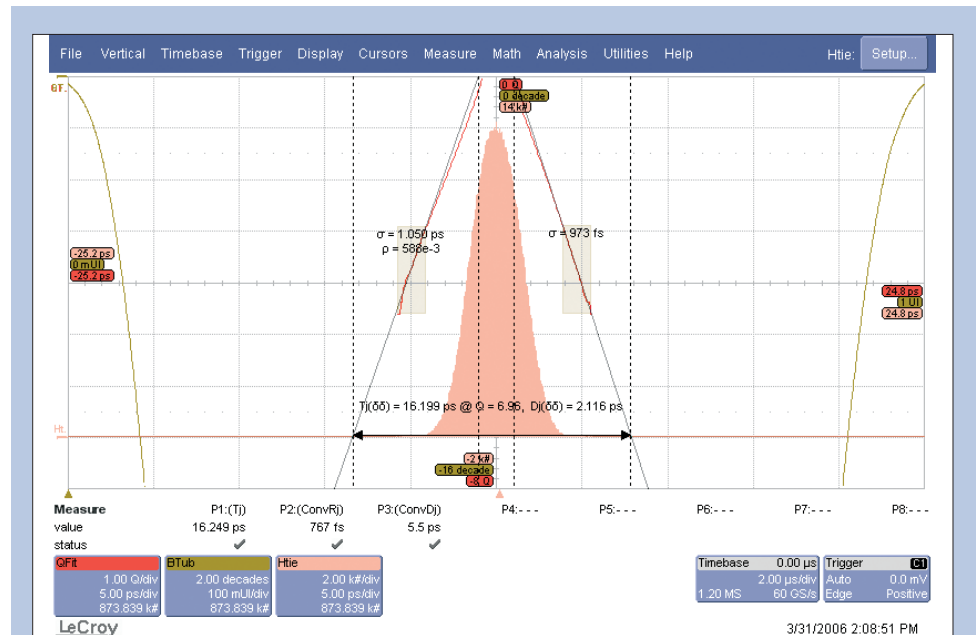 File Vertical Timebase Trigger Display Cursors Measure Math Analysis Utilities Help Htie: Setup...
QF.
0 Q
0 decade
14 k#
σ = 1.050 ps
ρ = 588e-3
σ = 973 fs
-25.2 ps
0 mUI
-25.2 ps
24.8 ps
1 UI
24.8 ps
Tj(δδ) = 16.199 ps @ Q = 6.96, Dj(δδ) = 2.116 ps
Ht.
-2 k#
-16 decade
-8 Q
Measure P1:(Tj) P2:(ConvRj) P3:(ConvDj) P4:- - - P5:- - - P6:- - - P7:- - - P8:- - -
value 16.249 ps 767 fs 5.5 ps
status
QFit BTub Htie Timebase 0.00 µs Trigger C1
1.00 Q/div 2.00 decades 2.00 k#/div 2.00 µs/div Auto 0.0 mV
5.00 ps/div 100 mUI/div 5.00 ps/div 1.20 MS 60 GS/s Edge Positive
873.839 k# 873.839 k# 873.839 k#
LeCroy 3/31/2006 2:08:51 PM